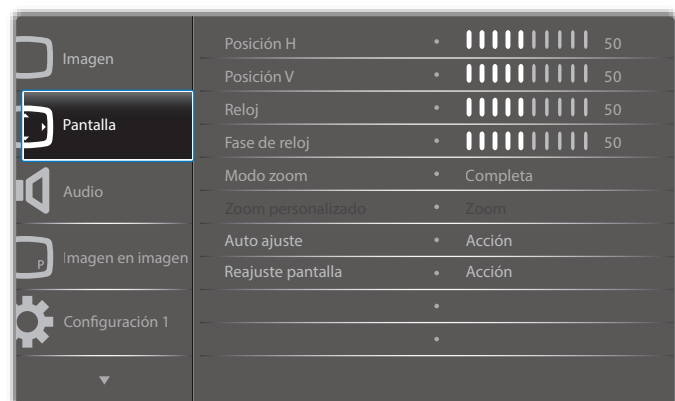 Imagen
Pantalla
Audio
P
Imagen en imagen
Configuración 1
Posición H • 50
Posición V • 50
Reloj • 50
Fase de reloj • 50
Modo zoom • Completa
Zoom personalizado • Zoom
Auto ajuste • Acción
Reajuste pantalla • Acción
•
•